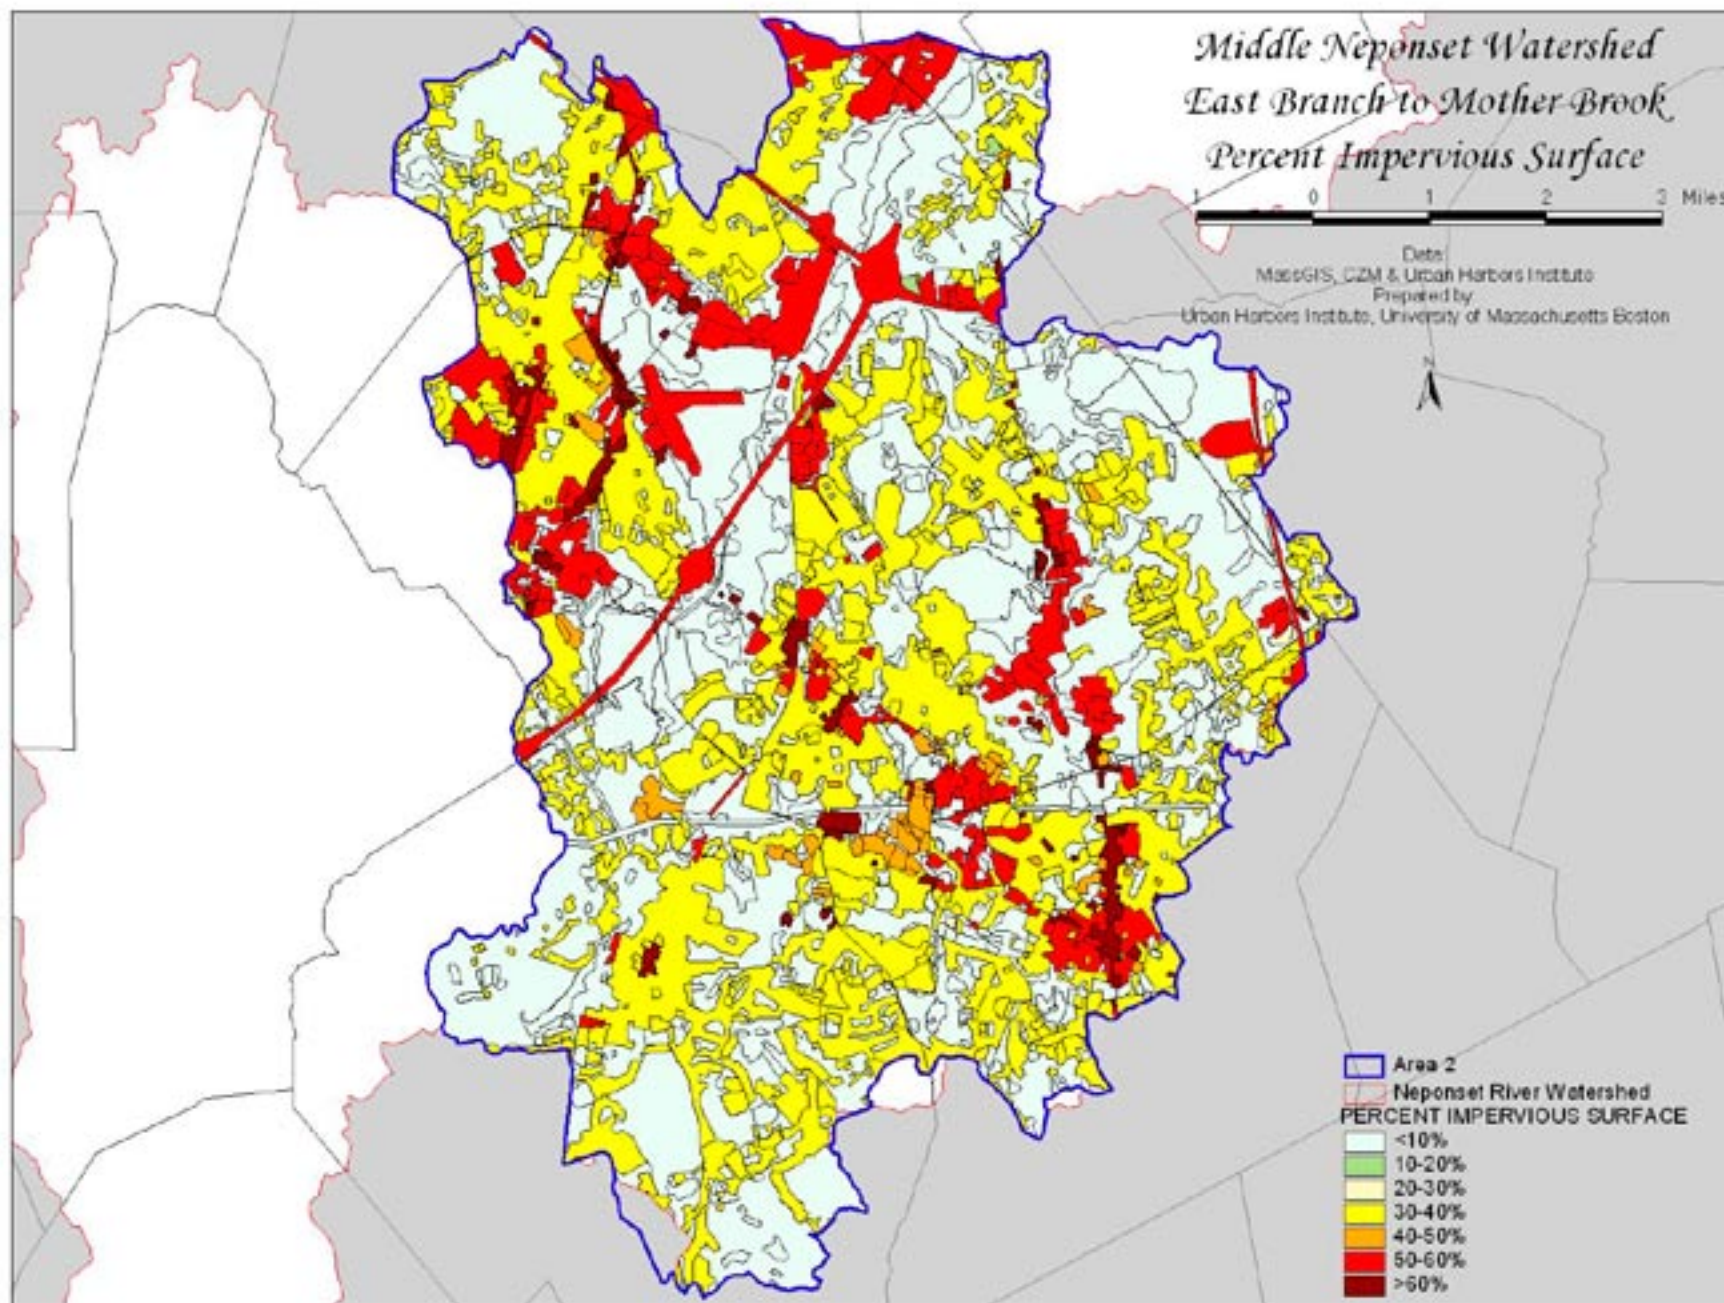 Middle Neponset Watershed
East Branch to Mother Brook
Percent Impervious Surface
1 0 1 2 3 Miles
Data:
MassGIS, CZM & Urban Harbors Institute
Prepared by
Urban Harbors Institute, University of Massachusetts Boston
N
Area 2
Neponset River Watershed
PERCENT IMPERVIOUS SURFACE
<10%
10-20%
20-30%
30-40%
40-50%
50-60%
>60%